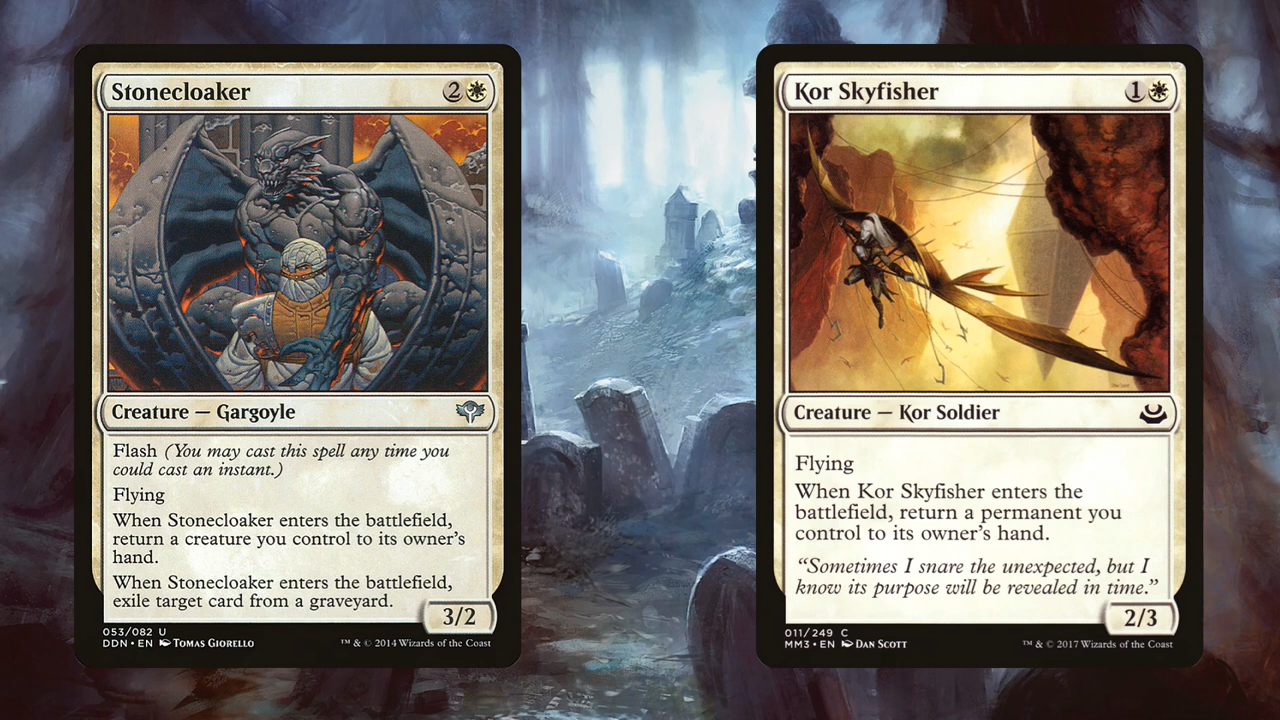 Stonecloaker 2
Creature — Gargoyle
Flash (You may cast this spell any time you
could cast an instant.)
Flying
When Stonecloaker enters the battlefield,
return a creature you control to its owner's
hand.
When Stonecloaker enters the battlefield,
exile target card from a graveyard.
3/2
053/082 U
DDN • EN Tomas Giorello
™ & © 2014 Wizards of the Coast
Kor Skyfisher 1
Creature — Kor Soldier
Flying
When Kor Skyfisher enters the
battlefield, return a permanent you
control to its owner's hand.
“Sometimes I snare the unexpected, but I
know its purpose will be revealed in time.”
2/3
011/249 C
MM3 • EN Dan Scott
™ & © 2017 Wizards of the Coast